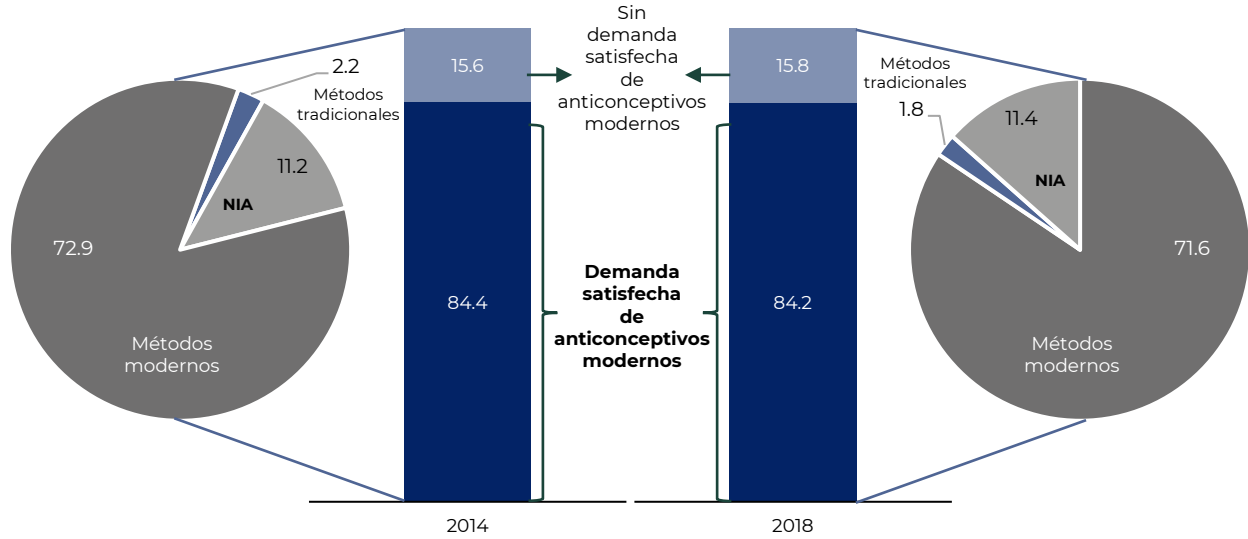 2.2
Métodos
tradicionales
11.2
NIA
72.9
Métodos
modernos
15.6
84.4
2014
Sin
demanda
satisfecha
de
anticonceptivos
modernos
Demanda
satisfecha
de
anticonceptivos
modernos
15.8
84.2
2018
Métodos
tradicionales
1.8
11.4
NIA
71.6
Métodos
modernos